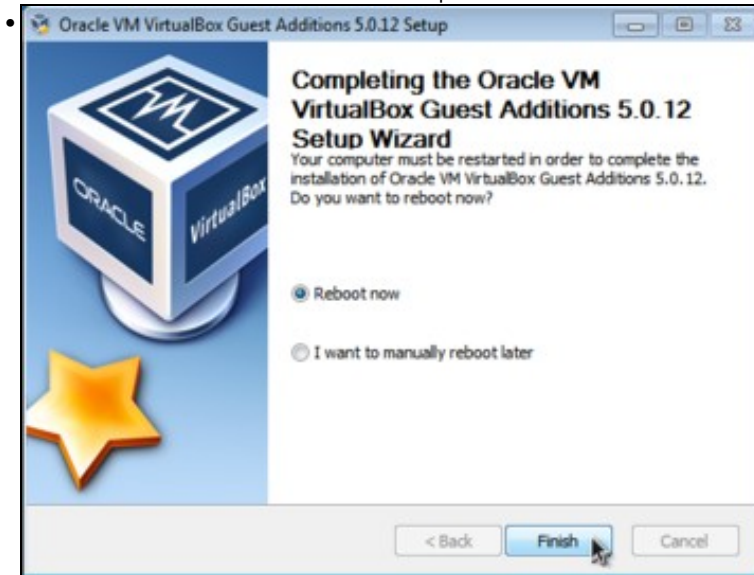 Oracle VM VirtualBox Guest Additions 5.0.12 Setup
ORACLE
VirtualBox
Completing the Oracle VM
VirtualBox Guest Additions 5.0.12
Setup Wizard
Your computer must be restarted in order to complete the
installation of Oracle VM VirtualBox Guest Additions 5.0.12.
Do you want to reboot now?
Reboot now
I want to manually reboot later
< Back
Finish
Cancel